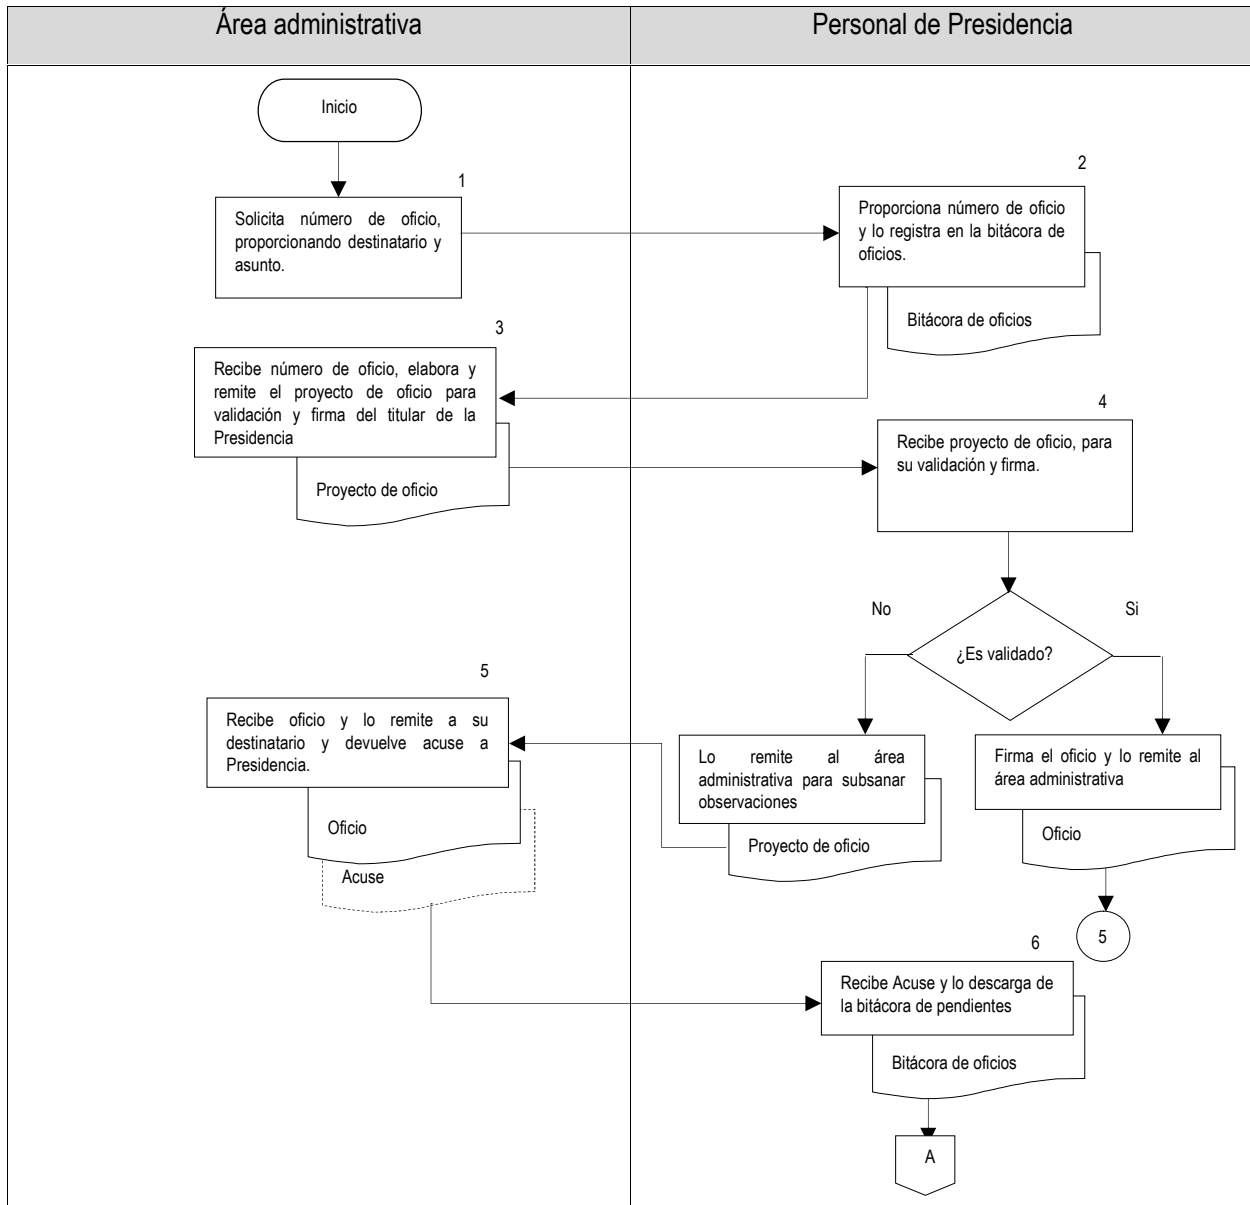 Área administrativa
Personal de Presidencia
Inicio
1
Solicita número de oficio,
proporcionando destinatario y
asunto.
2
Proporciona número de oficio
y lo registra en la bitácora de
oficios.
Bitácora de oficios
3
Recibe número de oficio, elabora y
remite el proyecto de oficio para
validación y firma del titular de la
Presidencia
Proyecto de oficio
4
Recibe proyecto de oficio, para
su validación y firma.
No
Si
¿Es validado?
5
Recibe oficio y lo remite a su
destinatario y devuelve acuse a
Presidencia.
Oficio
Acuse
Lo remite al área
administrativa para subsanar
observaciones
Proyecto de oficio
Firma el oficio y lo remite al
área administrativa
Oficio
5
6
Recibe Acuse y lo descarga de
la bitácora de pendientes
Bitácora de oficios
A